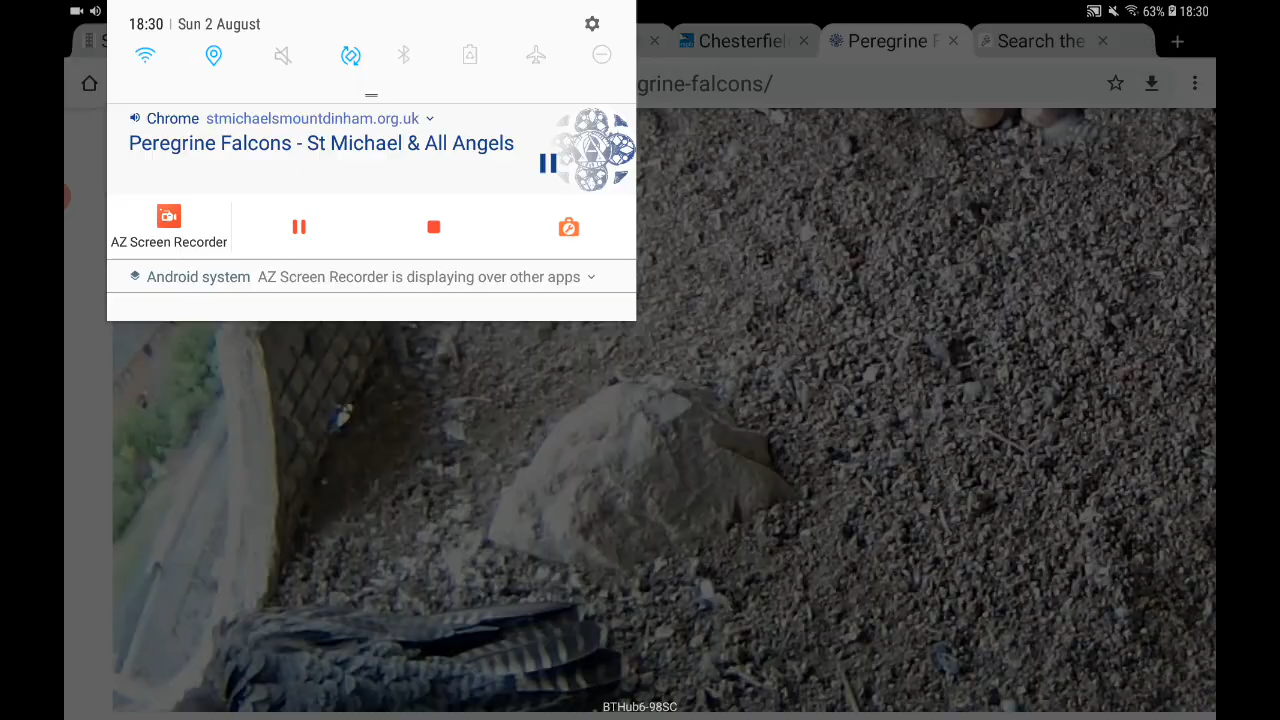 18:30 | Sun 2 August
63% 18:30
Chesterfiel
Peregrine F
Search the
grine-falcons/
Chrome stmichaelsmountdinham.org.uk
Peregrine Falcons - St Michael & All Angels
AZ Screen Recorder
Android system AZ Screen Recorder is displaying over other apps
BTHub6-98SC